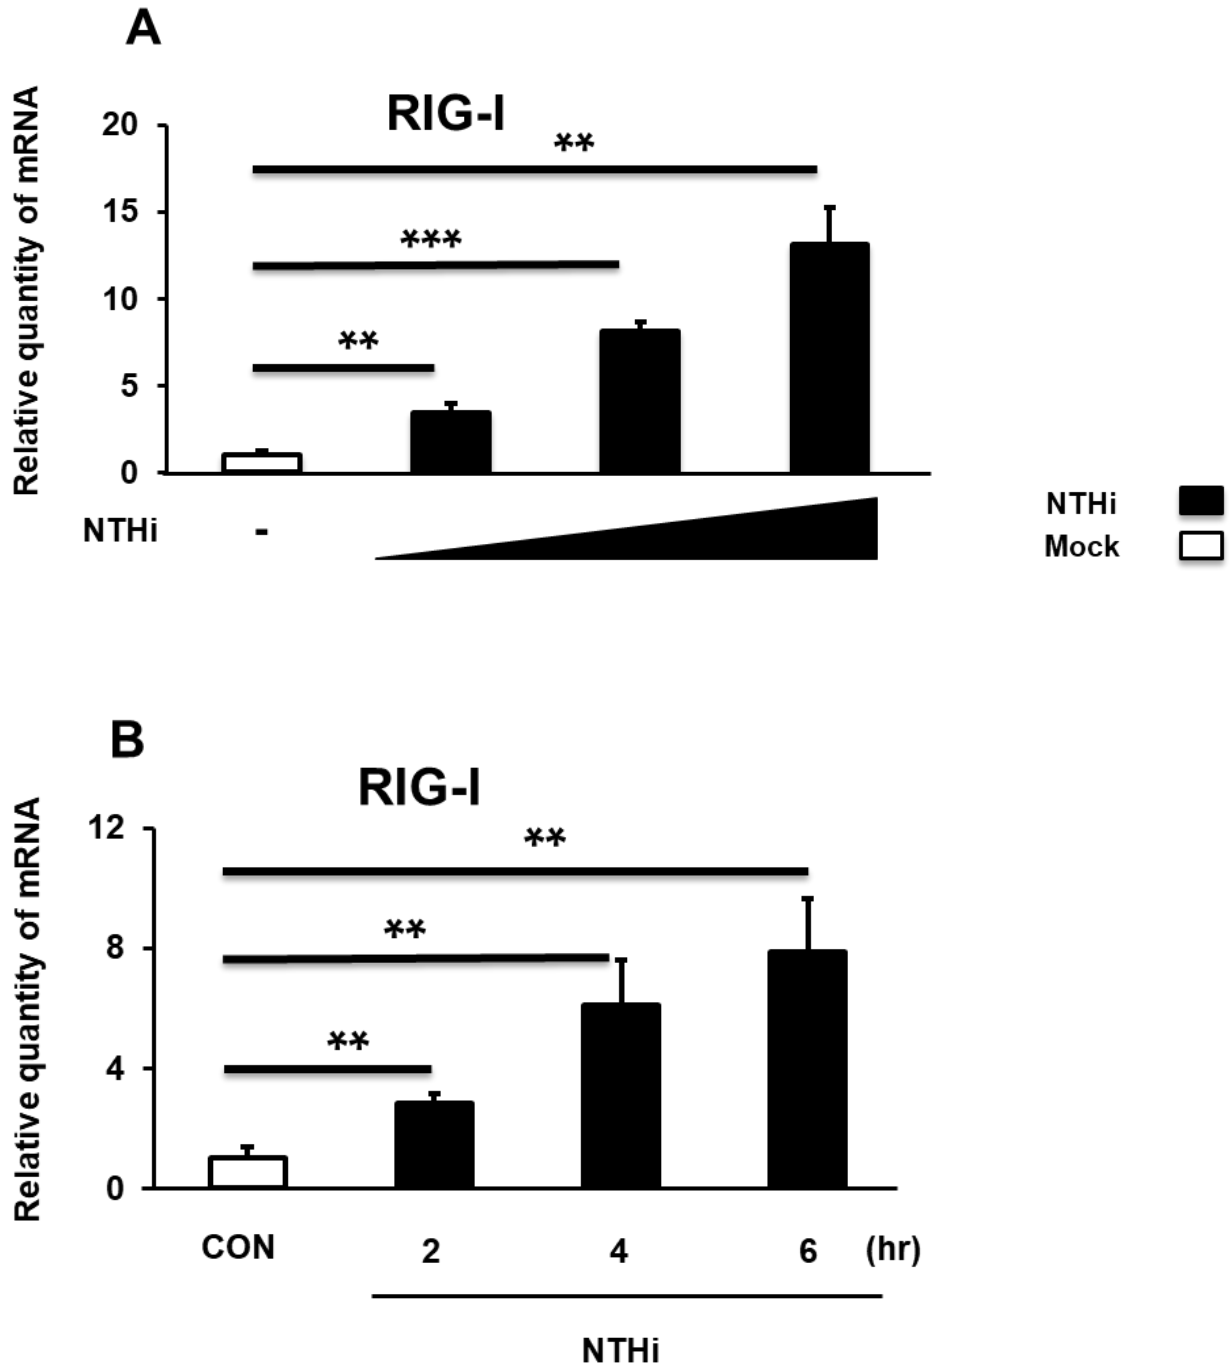 A
RIG-I
Relative quantity of mRNA
20
15
10
5
0
**
***
**
NTHi -
NTHi
Mock
B
RIG-I
Relative quantity of mRNA
12
8
4
0
**
**
**
CON 2 4 6 (hr)
NTHi